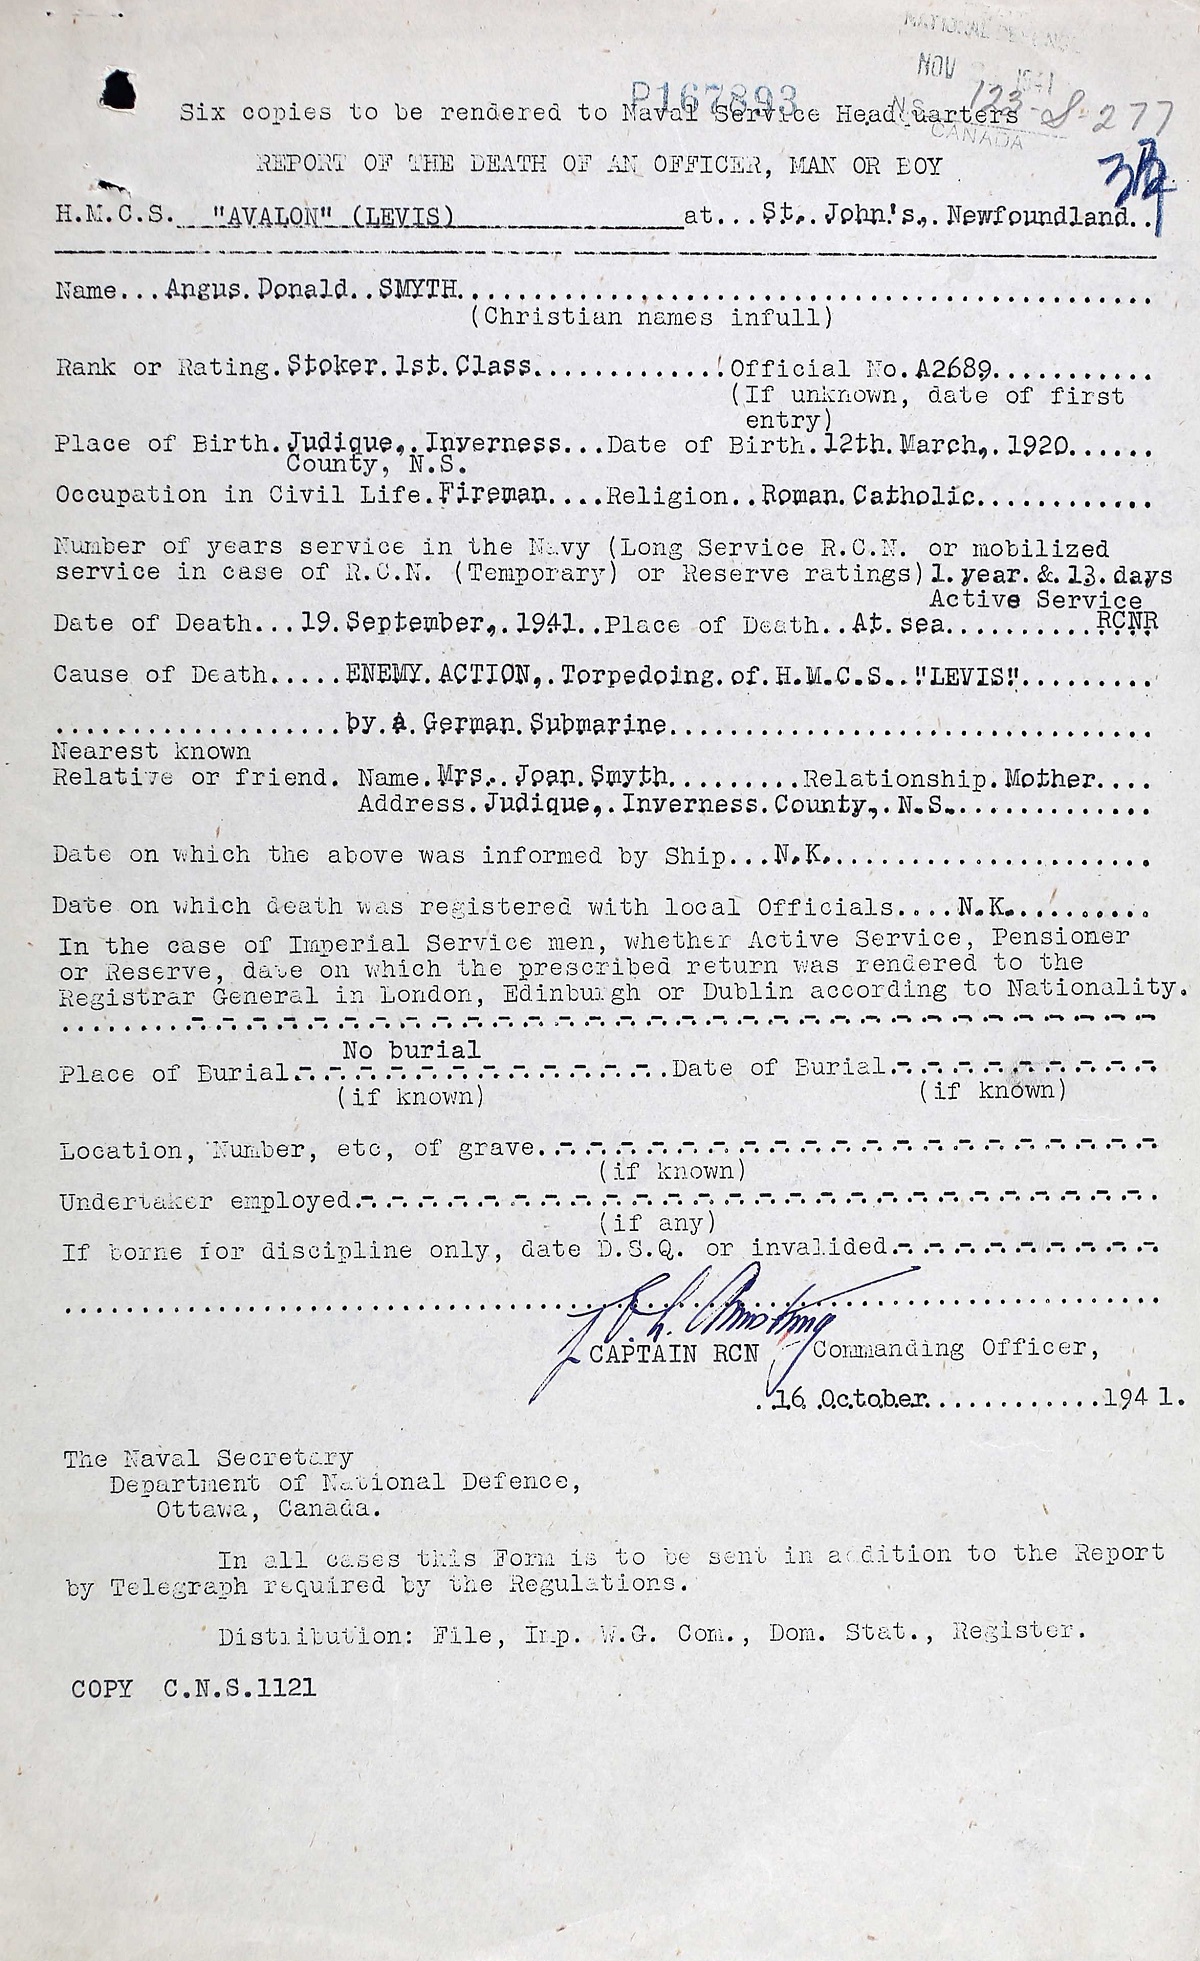 NATIONAL DEFENCE
NOV 1941
P167893
N.S. 123-S-277
CANADA
Six copies to be rendered to Naval Service Headquarters
REPORT OF THE DEATH OF AN OFFICER, MAN OR BOY
H.M.C.S. "AVALON" (LEVIS) at...St. John's, Newfoundland..
Name...Angus Donald SMYTH
(Christian names infull)
Rank or Rating. Stoker 1st. Class. Official No. A2689
(If unknown, date of first
entry)
Place of Birth. Judique, Inverness...Date of Birth. 12th. March, 1920
County, N.S.
Occupation in Civil Life. Fireman....Religion..Roman Catholic
Number of years service in the Navy (Long Service R.C.N. or mobilized
service in case of R.C.N. (Temporary) or Reserve ratings) 1 year & 13 days
Active Service
Date of Death...19 September, 1941..Place of Death..At sea RCNR
Cause of Death.....ENEMY ACTION, Torpedoing of H.M.C.S. "LEVIS"
by a German Submarine
Nearest known
Relative or friend. Name. Mrs. Joan Smyth.........Relationship. Mother....
Address. Judique, Inverness County, N.S.
Date on which the above was informed by Ship...N.K.
Date on which death was registered with local Officials....N.K.
In the case of Imperial Service men, whether Active Service, Pensioner
or Reserve, date on which the prescribed return was rendered to the
Registrar General in London, Edinburgh or Dublin according to Nationality.
No burial
Place of Burial Date of Burial
(if known) (if known)
Location, Number, etc, of grave
(if known)
Undertaker employed
(if any)
If borne for discipline only, date D.S.Q. or invalided
Armstrong
CAPTAIN RCN Commanding Officer,
16 October 1941.
The Naval Secretary
Department of National Defence,
Ottawa, Canada.
In all cases this Form is to be sent in addition to the Report
by Telegraph required by the Regulations.
Distribution: File, Imp. W.G. Com., Dom. Stat., Register.
COPY C.N.S.1121